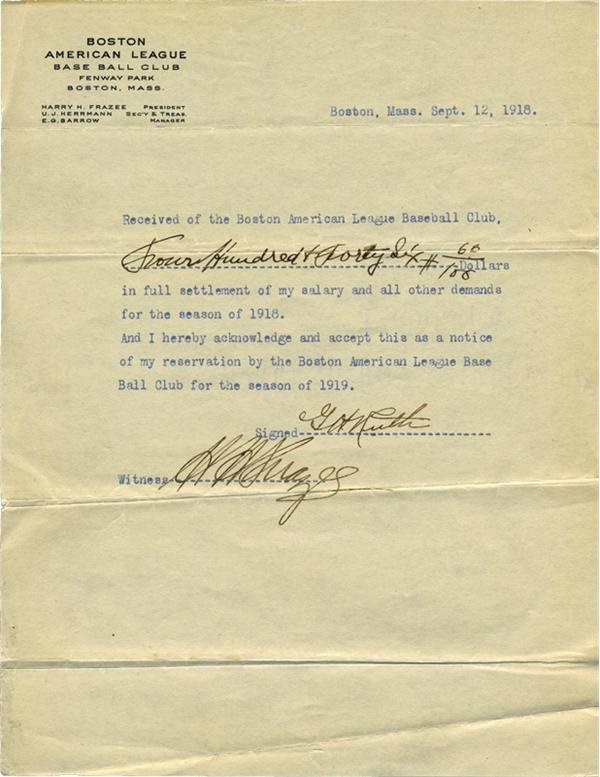 BOSTON
AMERICAN LEAGUE
BASE BALL CLUB
FENWAY PARK
BOSTON, MASS.
HARRY H. FRAZEE PRESIDENT
U.J. HERRMANN SEC'Y & TREAS.
E.G. BARROW MANAGER
Boston, Mass. Sept. 12, 1918.
Received of the Boston American League Baseball Club,
Four Hundred & Forty Six # 60/100 Dollars
in full settlement of my salary and all other demands
for the season of 1918.
And I hereby acknowledge and accept this as a notice
of my reservation by the Boston American League Base
Ball Club for the season of 1919.
Signed G H Ruth
Witness H H Frazee